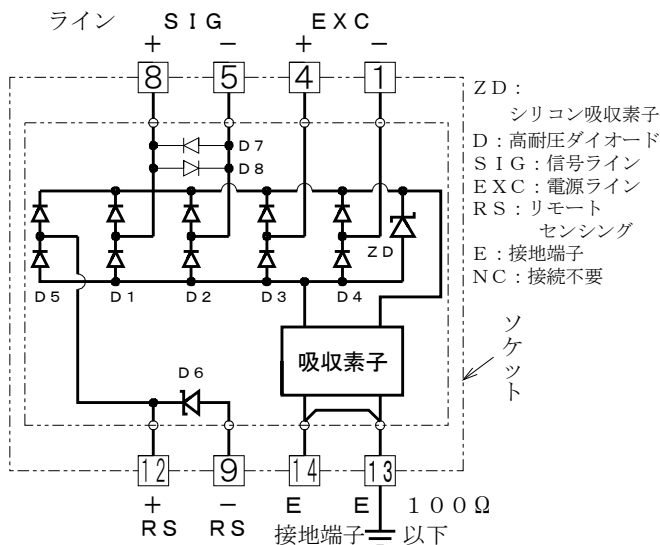 ライン SIG EXC
+ - + -
8 5 4 1
ZD:
シリコン吸収素子
D:高耐圧ダイオード
SIG:信号ライン
EXC:電源ライン
RS:リモート
センシング
E:接地端子
NC:接続不要
D7
D8
ZD
D5 D1 D2 D3 D4
吸収素子
ソケット
D6
12 9 14 13
+ - E E 100Ω
RS RS 接地端子 以下